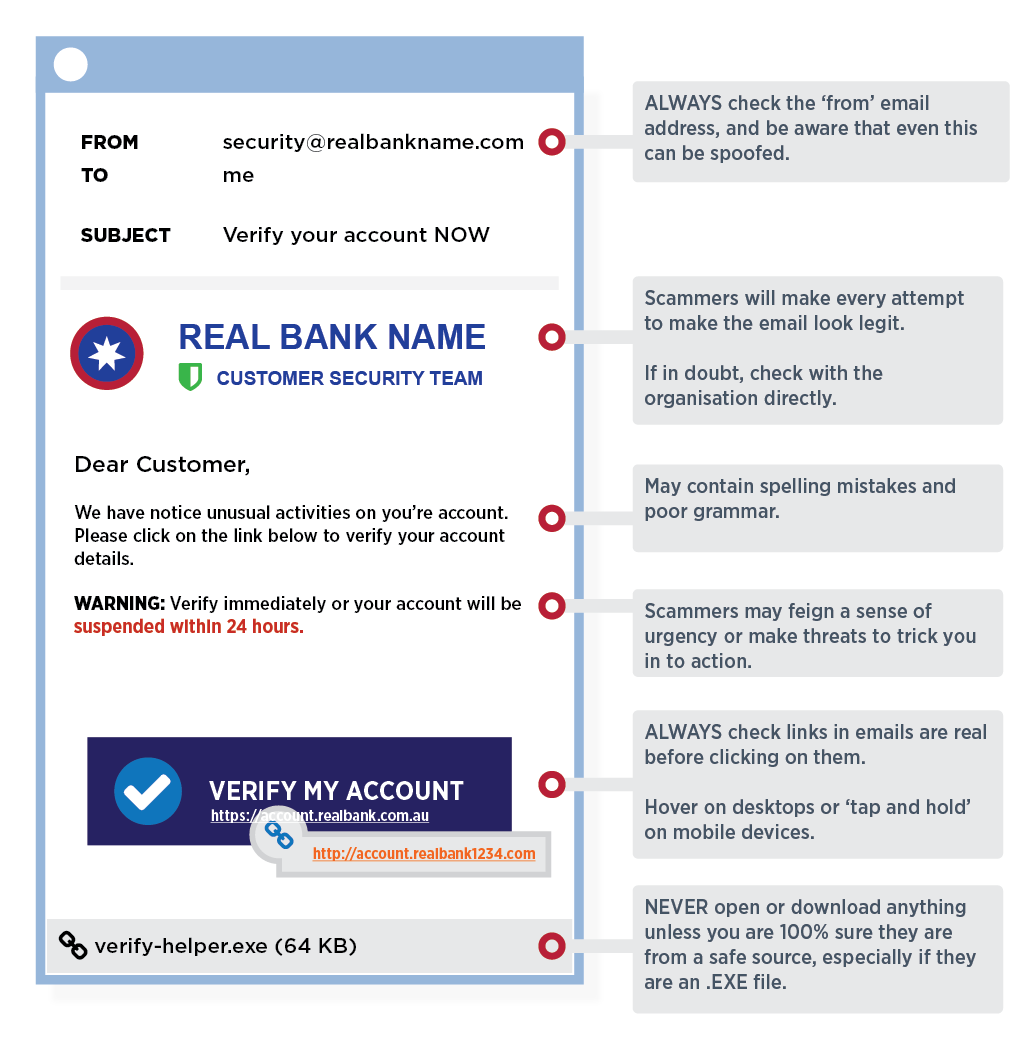 FROM security@realbankname.com
TO me
SUBJECT Verify your account NOW
REAL BANK NAME
CUSTOMER SECURITY TEAM
Dear Customer,
We have notice unusual activities on you’re account.
Please click on the link below to verify your account
details.
WARNING: Verify immediately or your account will be
suspended within 24 hours.
VERIFY MY ACCOUNT
https://account.realbank.com.au
http://account.realbank1234.com
verify-helper.exe (64 KB)
ALWAYS check the ‘from’ email
address, and be aware that even this
can be spoofed.
Scammers will make every attempt
to make the email look legit.
If in doubt, check with the
organisation directly.
May contain spelling mistakes and
poor grammar.
Scammers may feign a sense of
urgency or make threats to trick you
in to action.
ALWAYS check links in emails are real
before clicking on them.
Hover on desktops or ‘tap and hold’
on mobile devices.
NEVER open or download anything
unless you are 100% sure they are
from a safe source, especially if they
are an .EXE file.